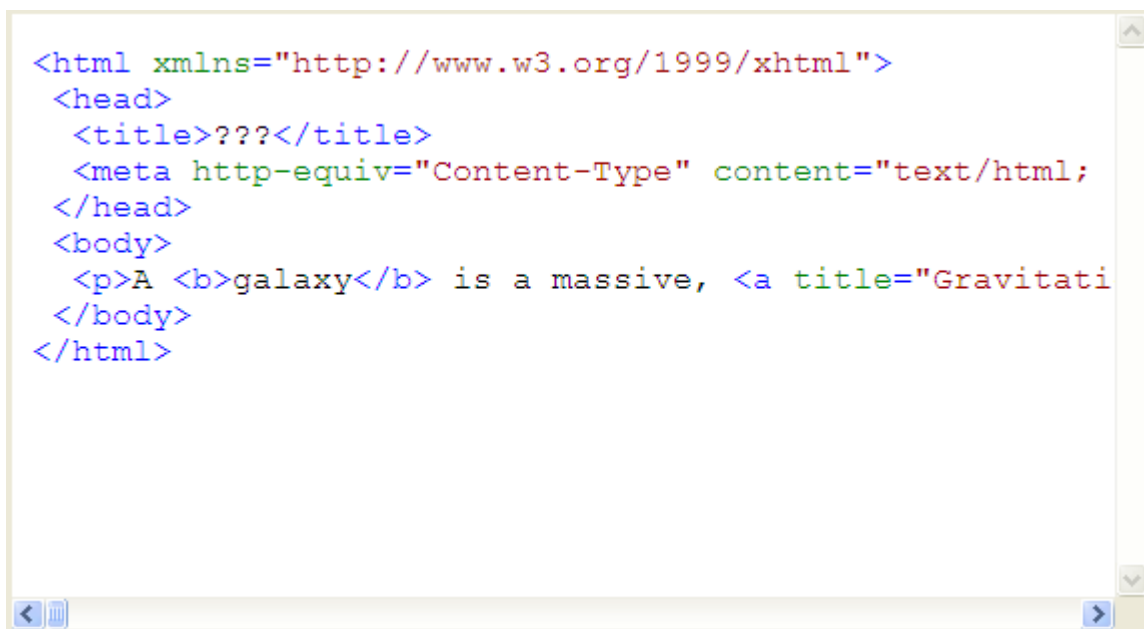 <html xmlns="http://www.w3.org/1999/xhtml">
<head>
<title>???</title>
<meta http-equiv="Content-Type" content="text/html;
</head>
<body>
<p>A <b>galaxy</b> is a massive, <a title="Gravitati
</body>
</html>